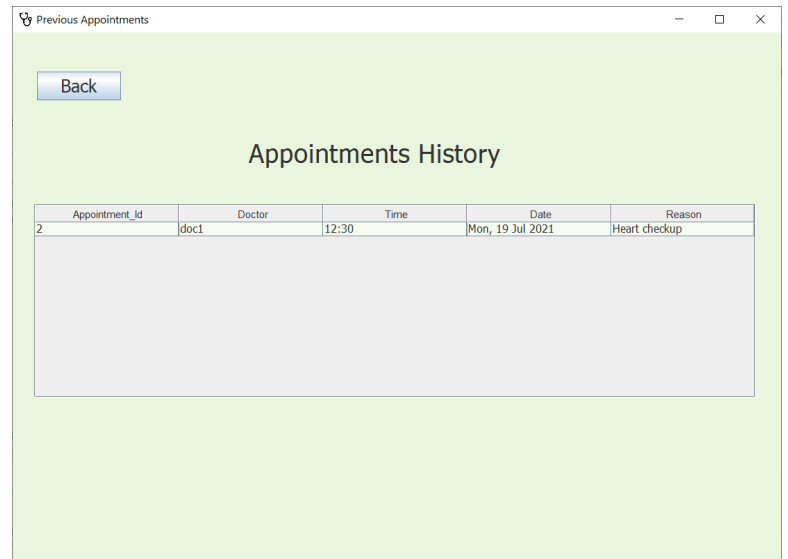 Previous Appointments
Back
Appointments History
Appointment_Id Doctor Time Date Reason
2 doc1 12:30 Mon, 19 Jul 2021 Heart checkup